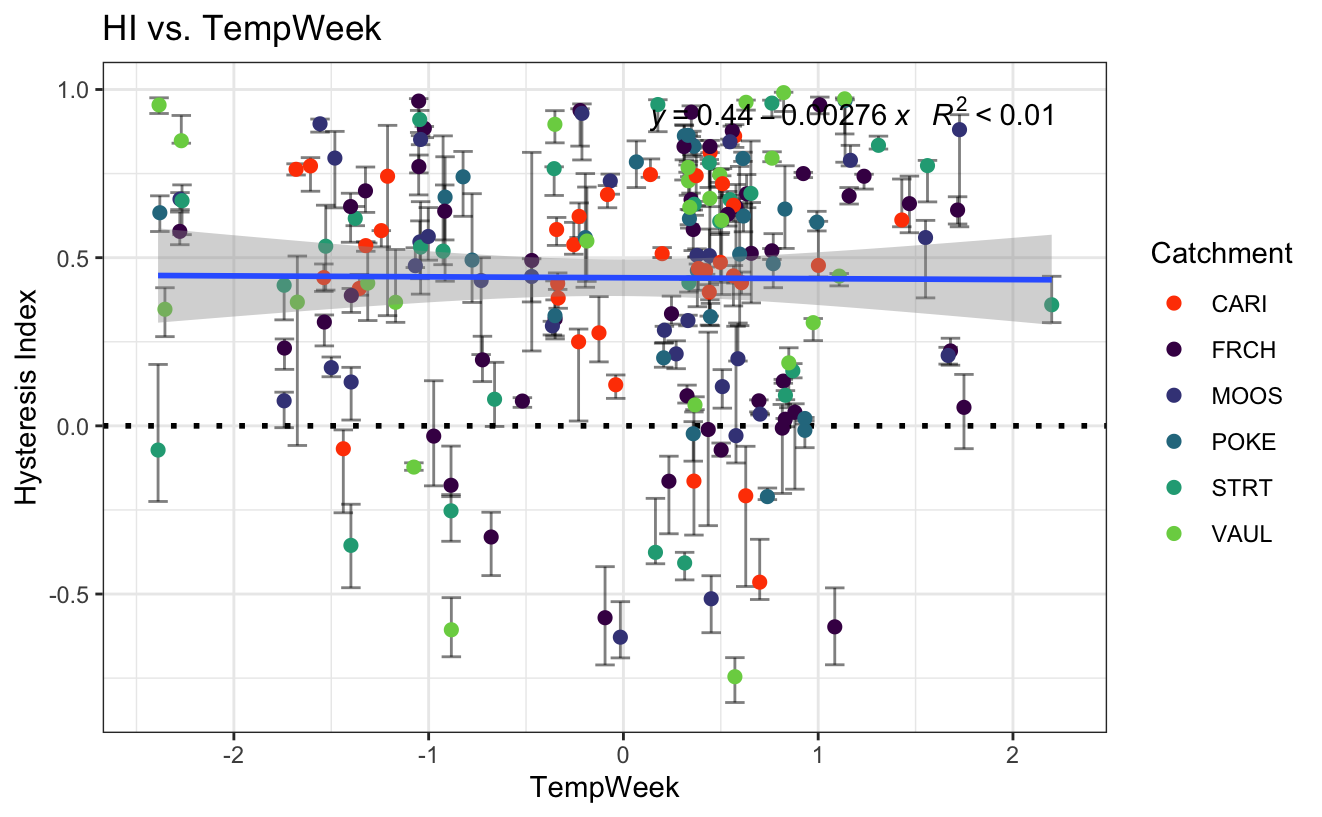 HI vs. TempWeek
y = 0.44 – 0.00276 x R² < 0.01
1.0
0.5
0.0
-0.5
Hysteresis Index
-2 -1 0 1 2
TempWeek
Catchment
CARI
FRCH
MOOS
POKE
STRT
VAUL